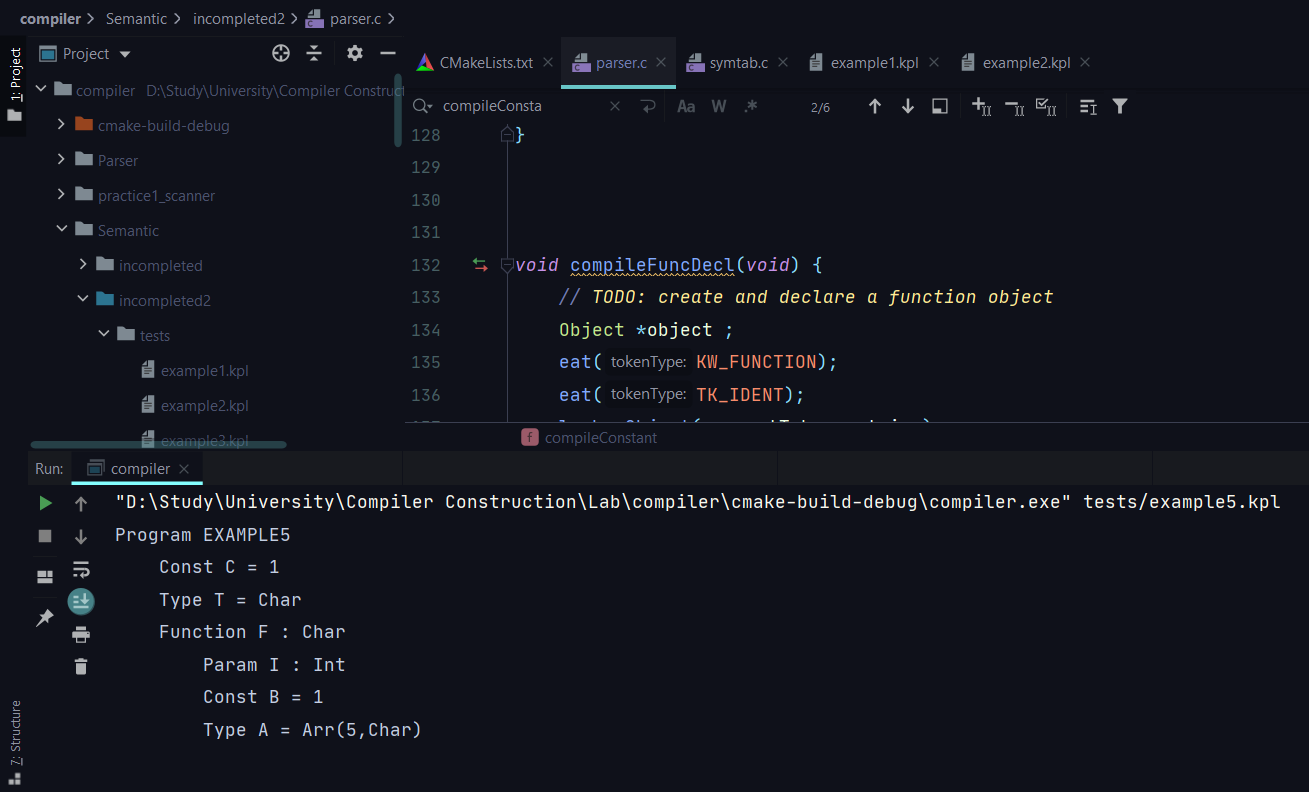 compiler Semantic incompleted2 parser.c
1: Project
Project
compiler D:\Study\University\Compiler Construct
cmake-build-debug
Parser
practice1_scanner
Semantic
incompleted
incompleted2
tests
example1.kpl
example2.kpl
example3.kpl
CMakeLists.txt parser.c symtab.c example1.kpl example2.kpl
compileConsta Aa W .* 2/6
128 }
129
130
131
132 void compileFuncDecl(void) {
133 // TODO: create and declare a function object
134 Object *object ;
135 eat( tokenType: KW_FUNCTION);
136 eat( tokenType: TK_IDENT);
f compileConstant
Run: compiler
"D:\Study\University\Compiler Construction\Lab\compiler\cmake-build-debug\compiler.exe" tests/example5.kpl
Program EXAMPLE5
Const C = 1
Type T = Char
Function F : Char
Param I : Int
Const B = 1
Type A = Arr(5,Char)
7: Structure